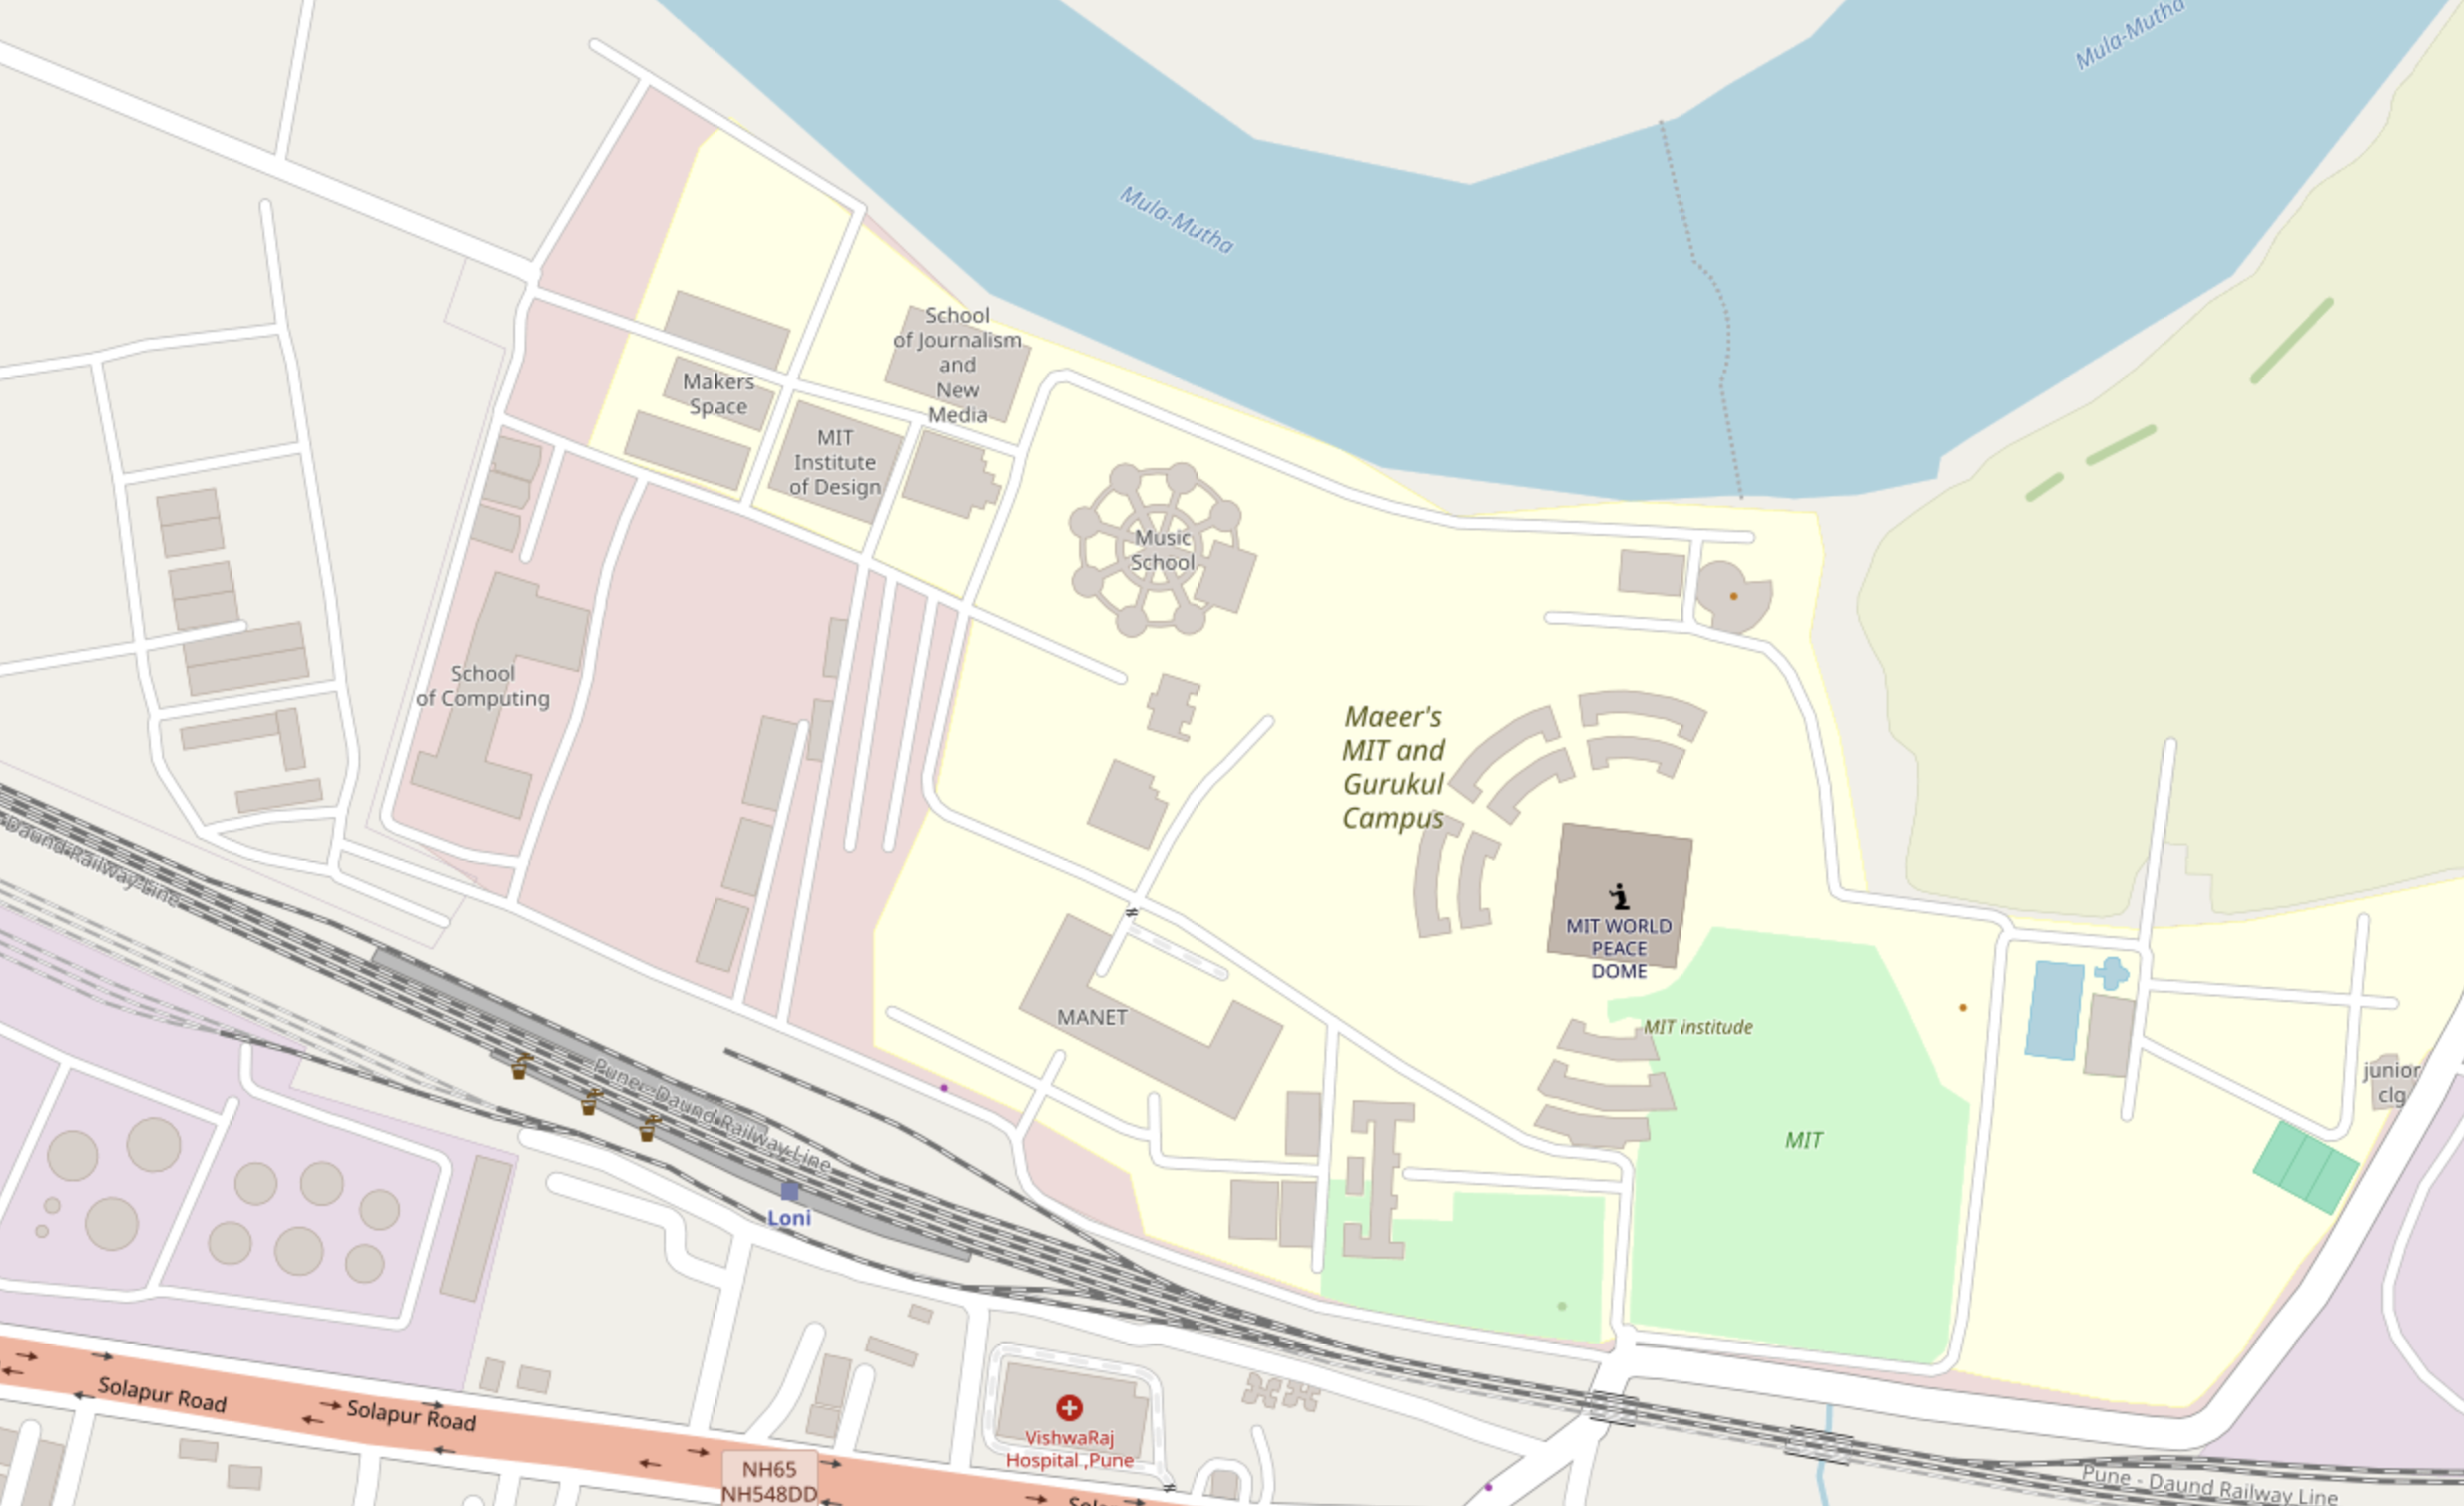 Mula-Mutha
Mula-Mutha
School
of Journalism
and
New
Media
Makers
Space
MIT
Institute
of Design
Music
School
School
of Computing
Maeer's
MIT and
Gurukul
Campus
MIT WORLD
PEACE
DOME
Daund Railway Line
MANET
MIT institude
junior
clg
Pune - Daund Railway Line
MIT
Loni
Solapur Road
Solapur Road
VishwaRaj
Hospital ,Pune
NH65
NH548DD
Pune - Daund Railway Line